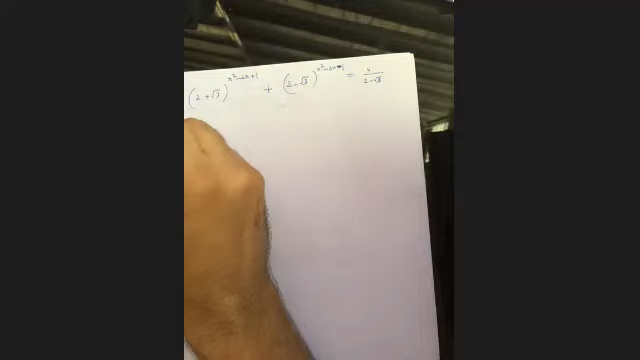 (2 + √3)^(x²-2x+1) + (2-√3)^(x²-2x-1) = 4/(2-√3)